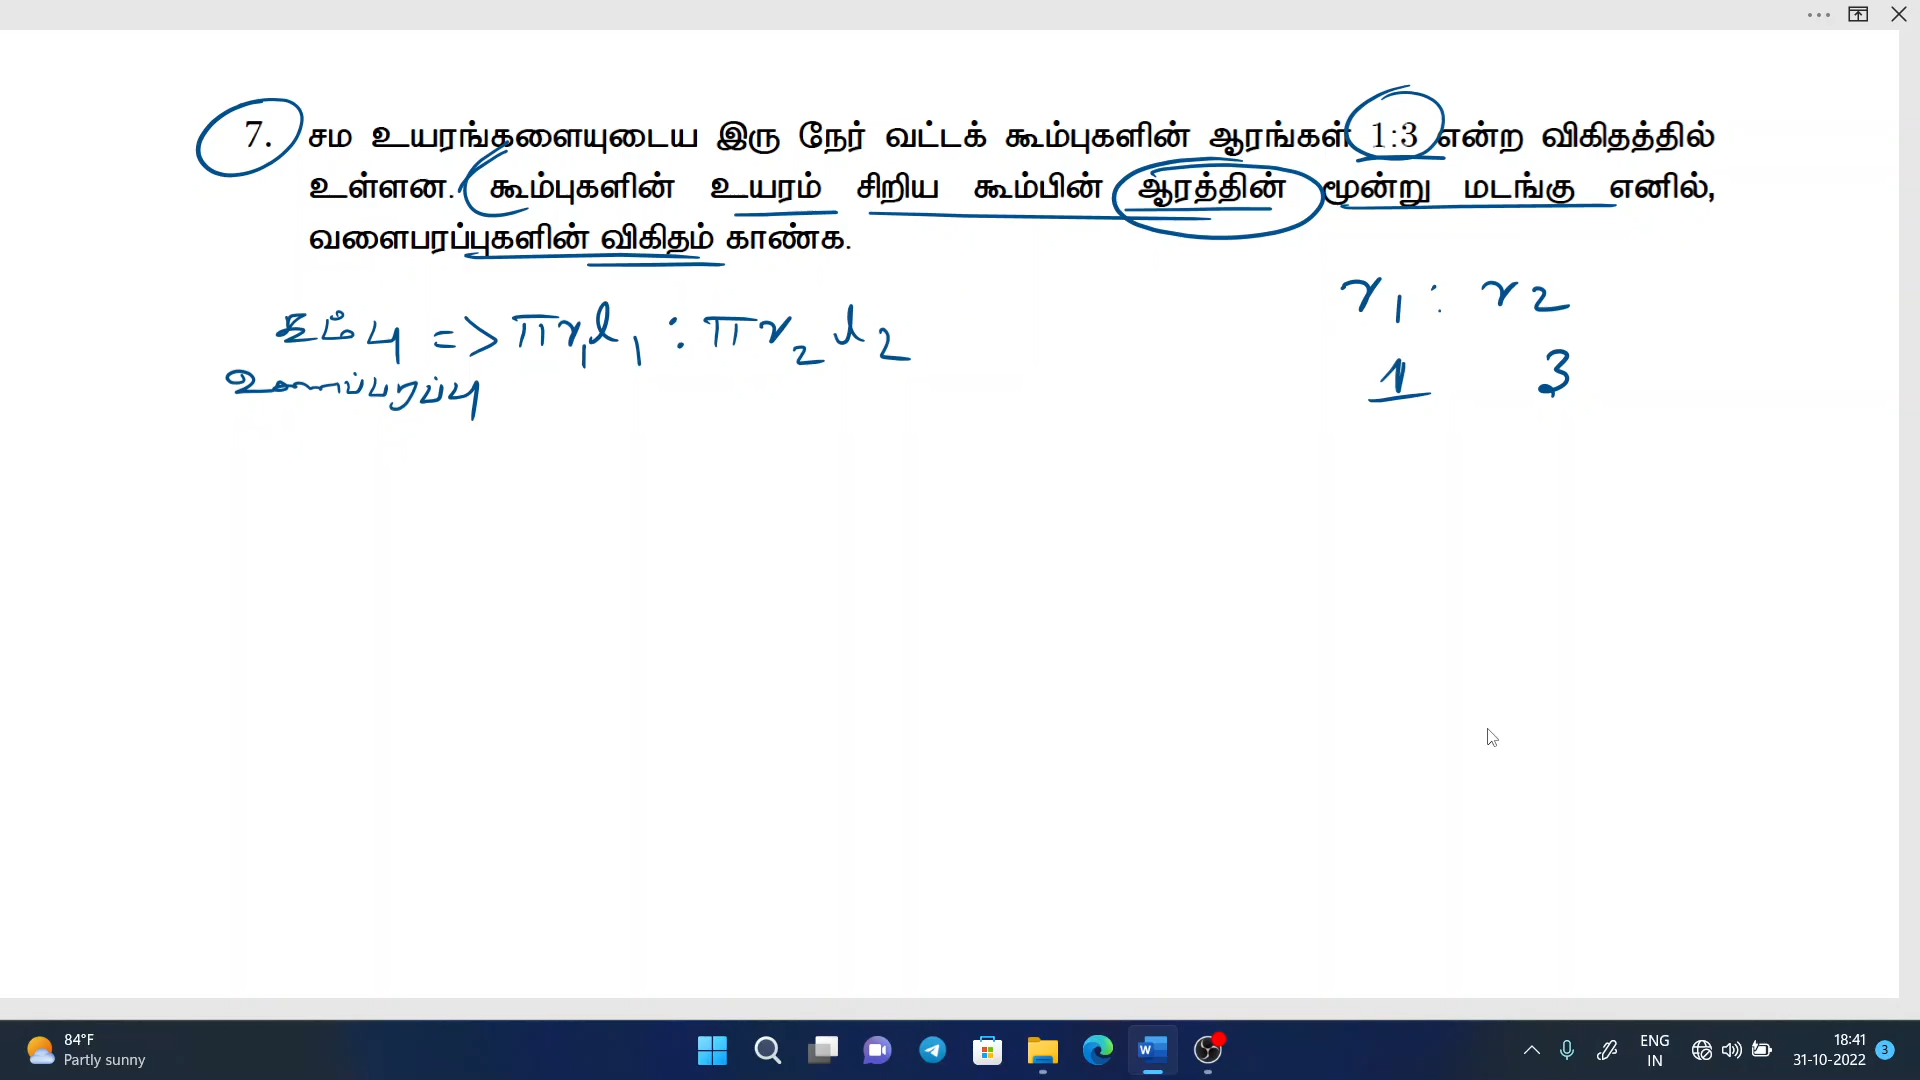 7. சம உயரங்களையுடைய இரு நேர் வட்டக் கூம்புகளின் ஆரங்கள் 1:3 என்ற விகிதத்தில்
உள்ளன. கூம்புகளின் உயரம் சிறிய கூம்பின் ஆரத்தின் மூன்று மடங்கு எனில்,
வளைபரப்புகளின் விகிதம் காண்க.
r1 : r2
=> πr1l1 : πr2l2
1 3
84°F
Partly sunny
ENG
IN
18:41
31-10-2022
3